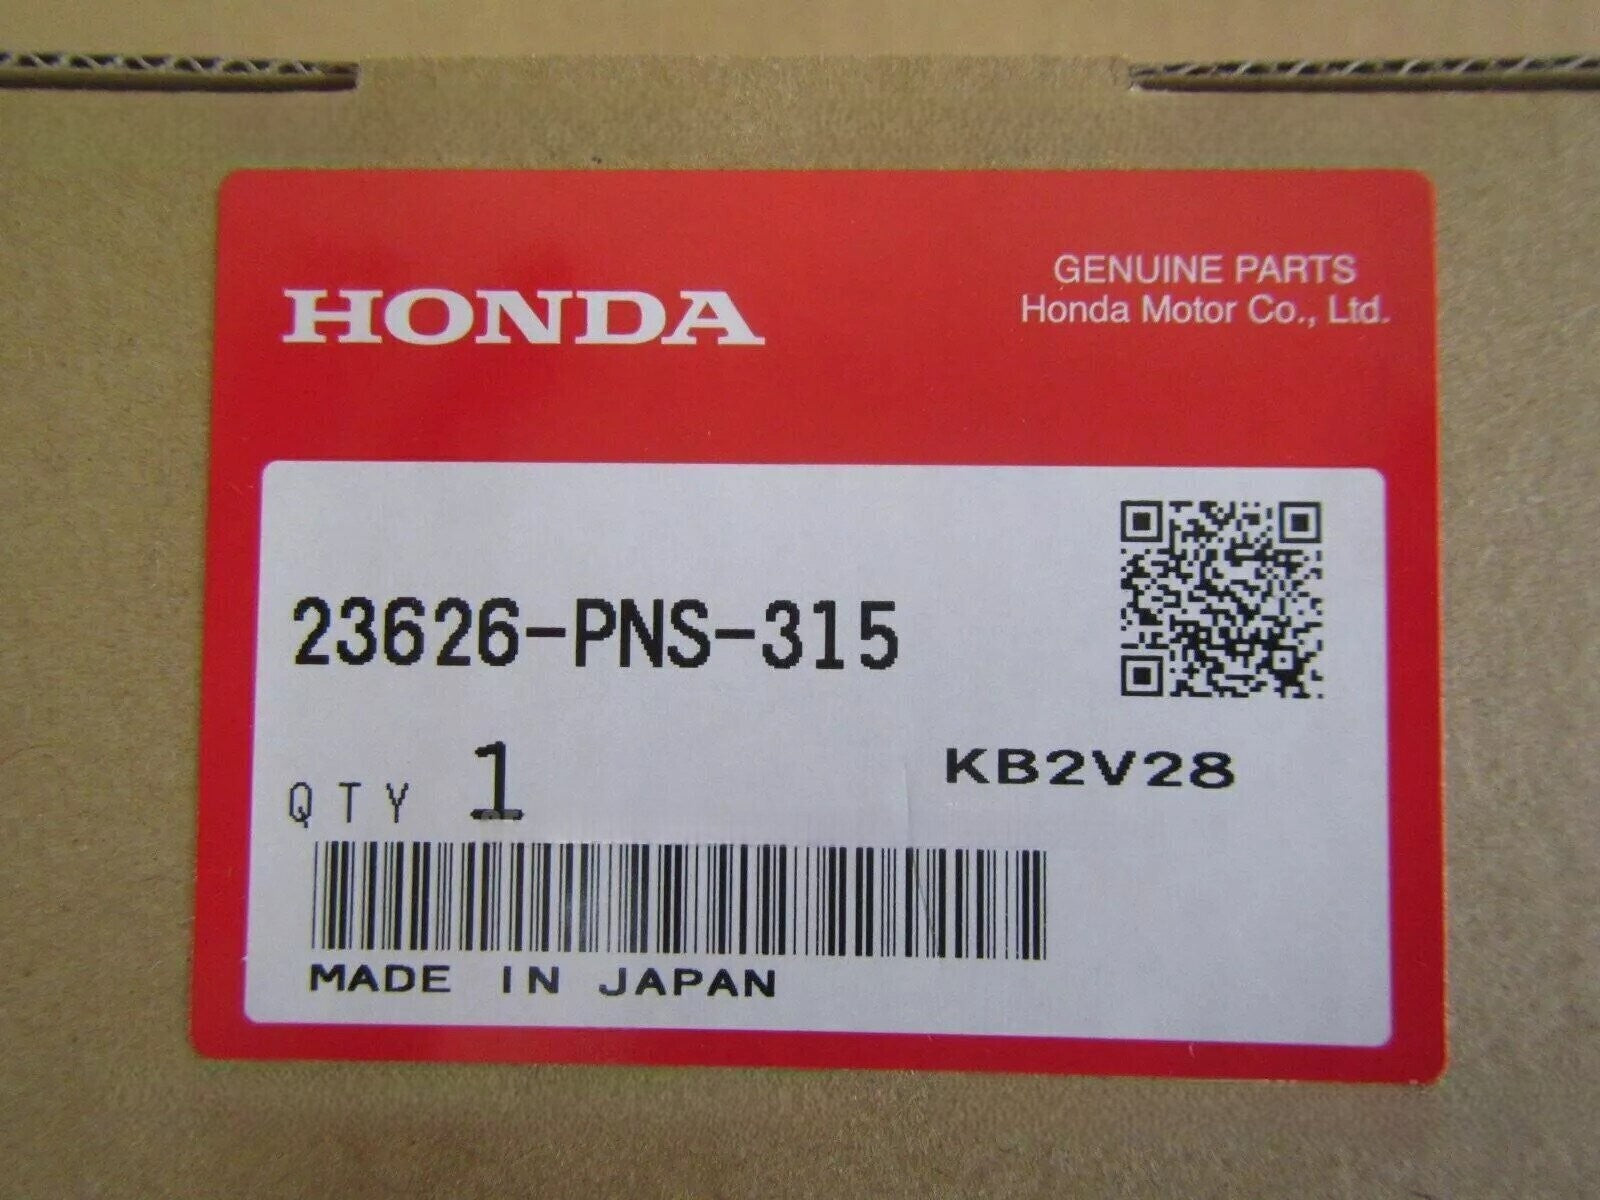 HONDA
GENUINE PARTS
Honda Motor Co., Ltd.
23626-PNS-315
QTY 1
KB2V28
MADE IN JAPAN